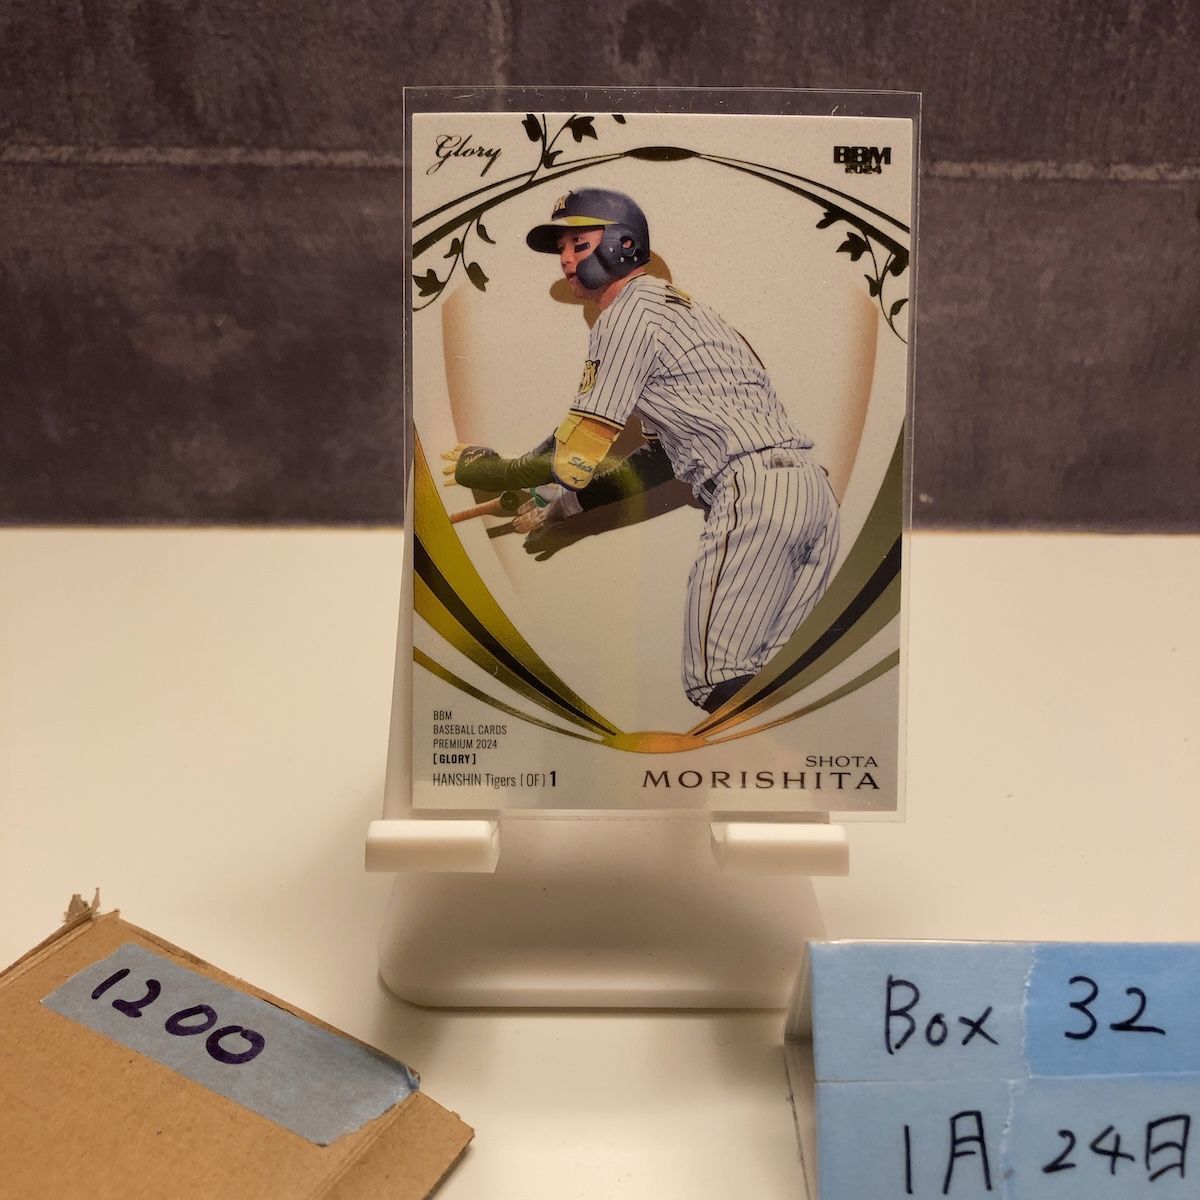 Glory
BBM
2024
Shota
BBM
BASEBALL CARDS
PREMIUM 2024
[GLORY]
HANSHIN Tigers [OF] 1
SHOTA
MORISHITA
1200
Box 32
1月24日